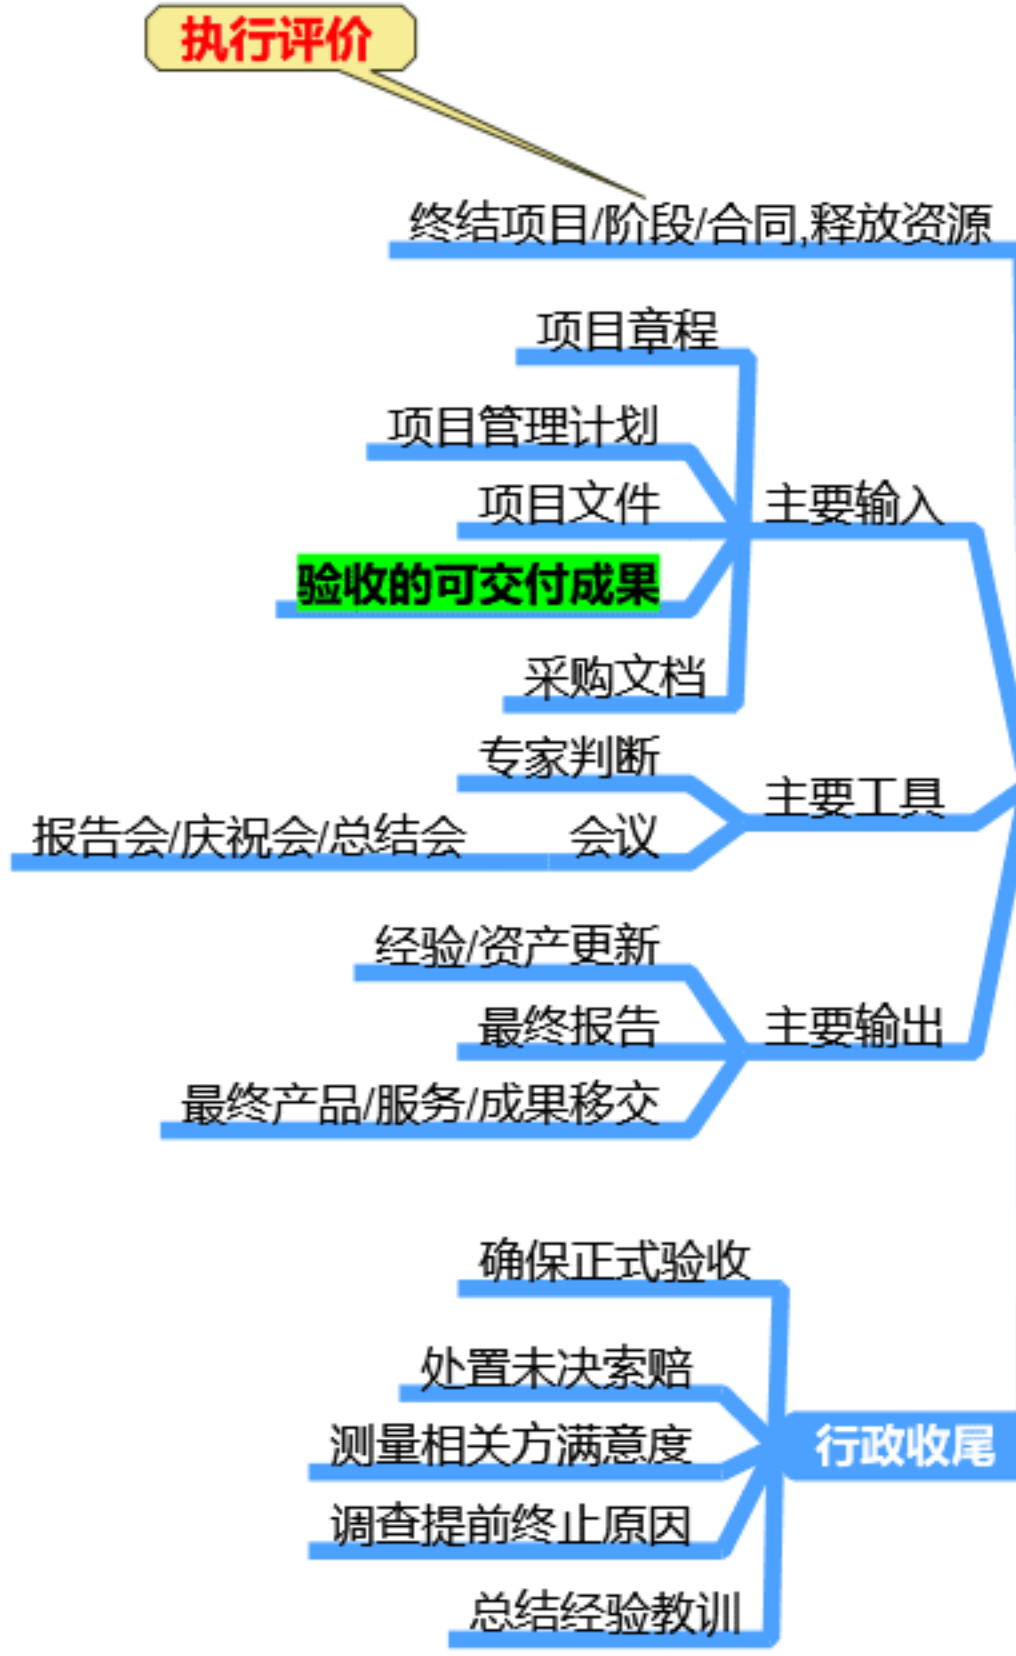 执行评价
终结项目/阶段/合同,释放资源
项目章程
项目管理计划
项目文件
主要输入
验收的可交付成果
采购文档
专家判断
主要工具
报告会/庆祝会/总结会
会议
经验/资产更新
最终报告
主要输出
最终产品/服务/成果移交
确保正式验收
处置未决索赔
测量相关方满意度
行政收尾
调查提前终止原因
总结经验教训